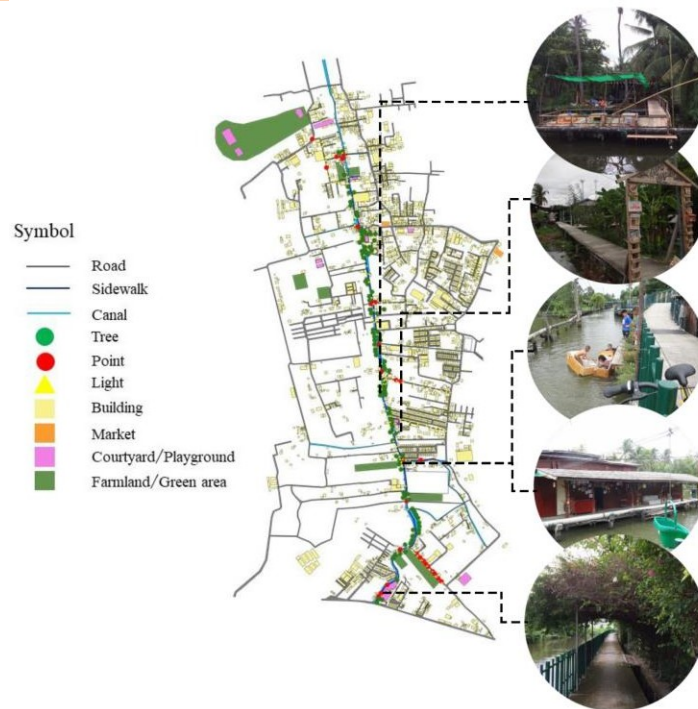 Symbol
Road
Sidewalk
Canal
Tree
Point
Light
Building
Market
Courtyard/Playground
Farmland/Green area